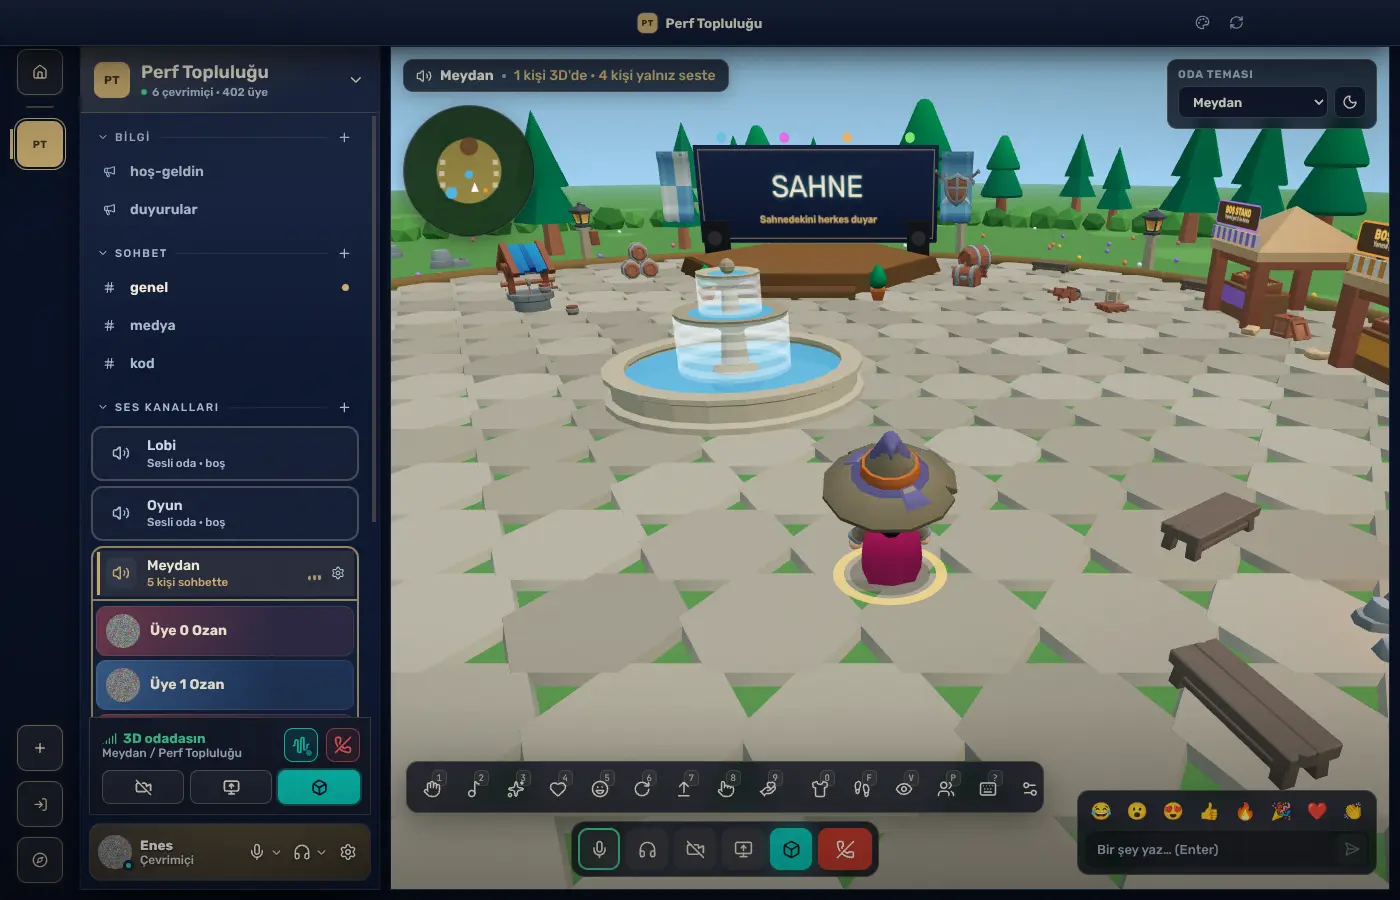 PT Perf Topluluğu
PT
PT
Perf Topluluğu
6 çevrimiçi • 402 üye
BİLGİ
hoş-geldin
duyurular
SOHBET
# genel
# medya
# kod
SES KANALLARI
Lobi
Sesli oda • boş
Oyun
Sesli oda • boş
Meydan
5 kişi sohbette
Üye 0 Ozan
Üye 1 Ozan
3D odadasın
Meydan / Perf Topluluğu
Enes
Çevrimiçi
Meydan • 1 kişi 3D'de • 4 kişi yalnız seste
ODA TEMASI
Meydan
SAHNE
Sahnedekini herkes duyar
BOŞ STAND
1 2 3 4 5 6 7 8 9 0 F V P ?
Bir şey yaz... (Enter)